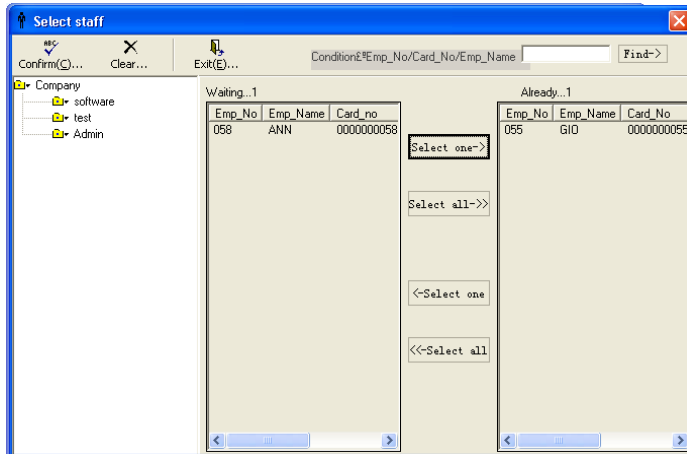 Select staff
Confirm(C)... Clear... Exit(E)... Condition£ºEmp_No/Card_No/Emp_Name Find->
Company
software
test
Admin
Waiting...1
Emp_No Emp_Name Card_no
058 ANN 0000000058
Select one->
Select all->>
<-Select one
<<-Select all
Already...1
Emp_No Emp_Name Card_No
055 GIO 0000000055